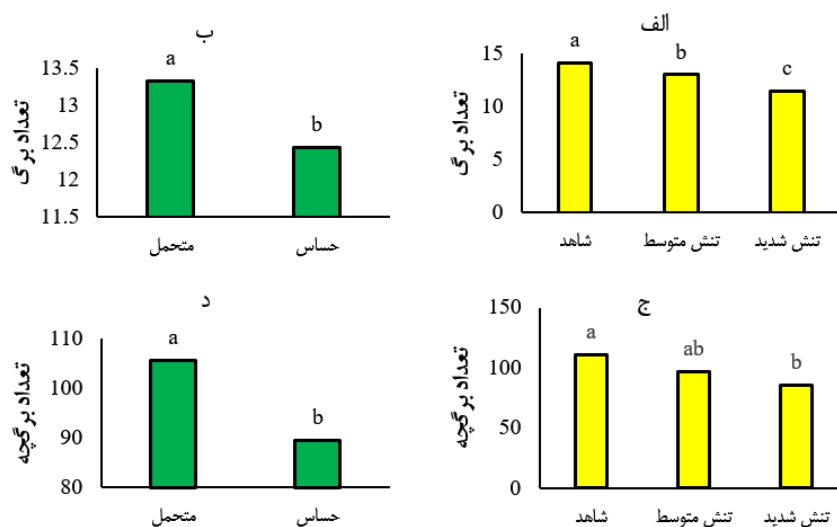 الف
15
10
5
0
تعداد برگ
a
b
c
شاهد
تنش متوسط
تنش شدید
ب
13.5
13
12.5
12
11.5
تعداد برگ
a
b
متحمل
حساس
ج
150
100
50
0
تعداد برگچه
a
ab
b
شاهد
تنش متوسط
تنش شدید
د
110
100
90
80
تعداد برگچه
a
b
متحمل
حساس